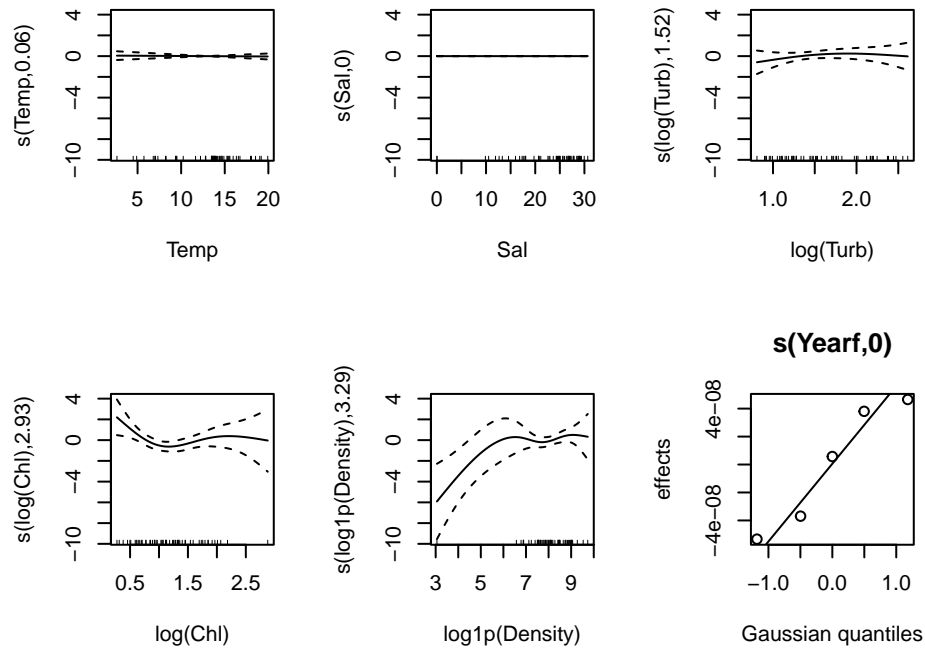 s(Temp,0.06)
4
0
−4
−10
5 10 15 20
Temp
s(Sal,0)
4
0
−4
−10
0 10 20 30
Sal
s(log(Turb),1.52)
4
0
−4
−10
1.0 2.0
log(Turb)
s(log(Chl),2.93)
4
0
−4
−10
0.5 1.5 2.5
log(Chl)
s(log1p(Density),3.29)
4
0
−4
−10
3 5 7 9
log1p(Density)
s(Yearf,0)
effects
4e−08
−4e−08
−1.0 0.0 1.0
Gaussian quantiles